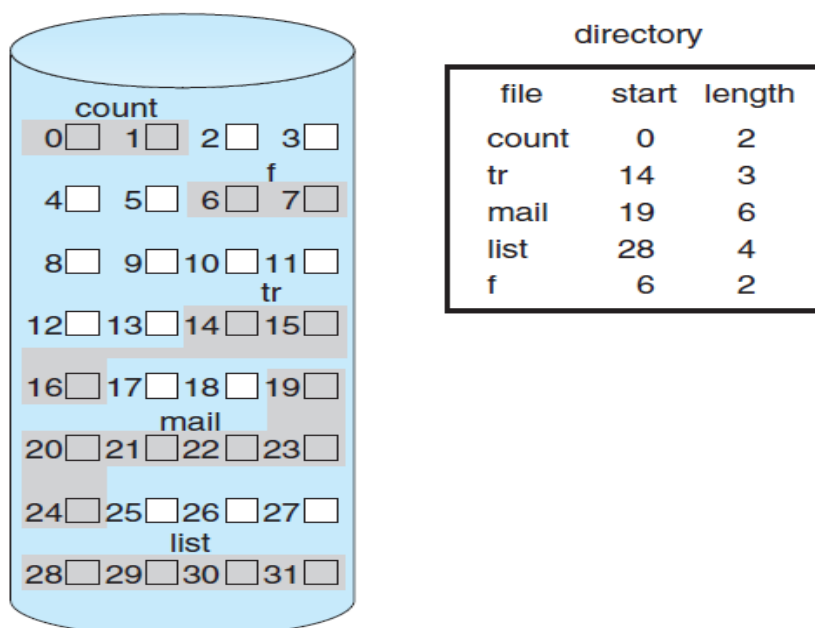 count
0 1 2 3
f
4 5 6 7
8 9 10 11
tr
12 13 14 15
16 17 18 19
mail
20 21 22 23
24 25 26 27
list
28 29 30 31
directory
file start length
count 0 2
tr 14 3
mail 19 6
list 28 4
f 6 2